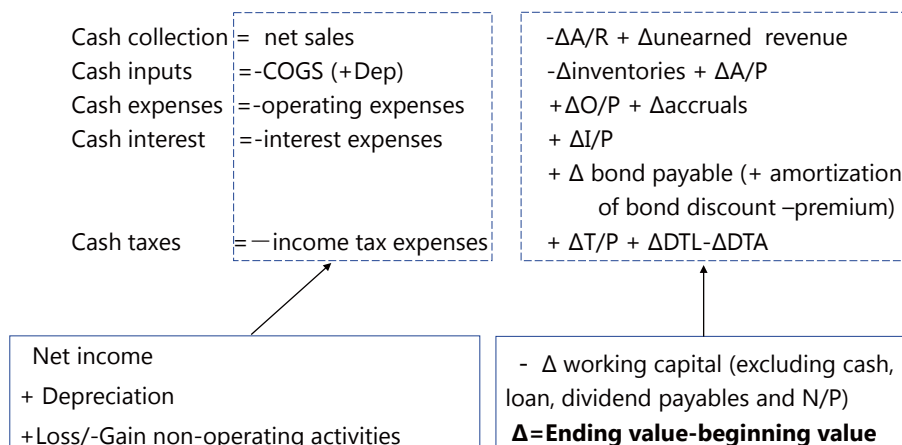 Cash collection = net sales -ΔA/R + Δunearned revenue
Cash inputs =-COGS (+Dep) -Δinventories + ΔA/P
Cash expenses =-operating expenses +ΔO/P + Δaccruals
Cash interest =-interest expenses + ΔI/P
+ Δ bond payable (+ amortization
of bond discount –premium)
Cash taxes =－income tax expenses + ΔT/P + ΔDTL-ΔDTA
Net income
+ Depreciation
+Loss/-Gain non-operating activities
- Δ working capital (excluding cash,
loan, dividend payables and N/P)
Δ=Ending value-beginning value